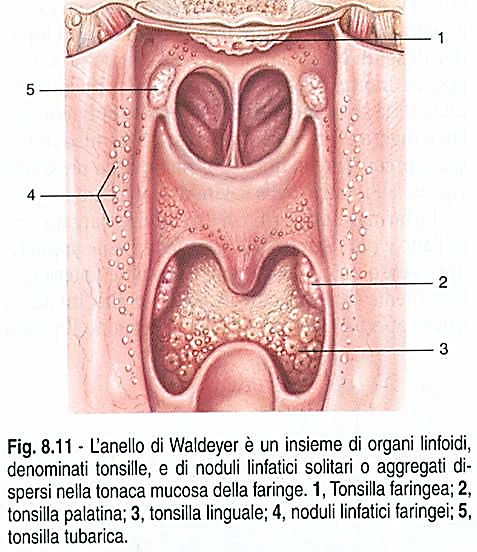 1
5
4
2
3
Fig. 8.11 - L'anello di Waldeyer è un insieme di organi linfoidi,
denominati tonsille, e di noduli linfatici solitari o aggregati di-
spersi nella tonaca mucosa della faringe. 1, Tonsilla faringea; 2,
tonsilla palatina; 3, tonsilla linguale; 4, noduli linfatici faringei; 5,
tonsilla tubarica.